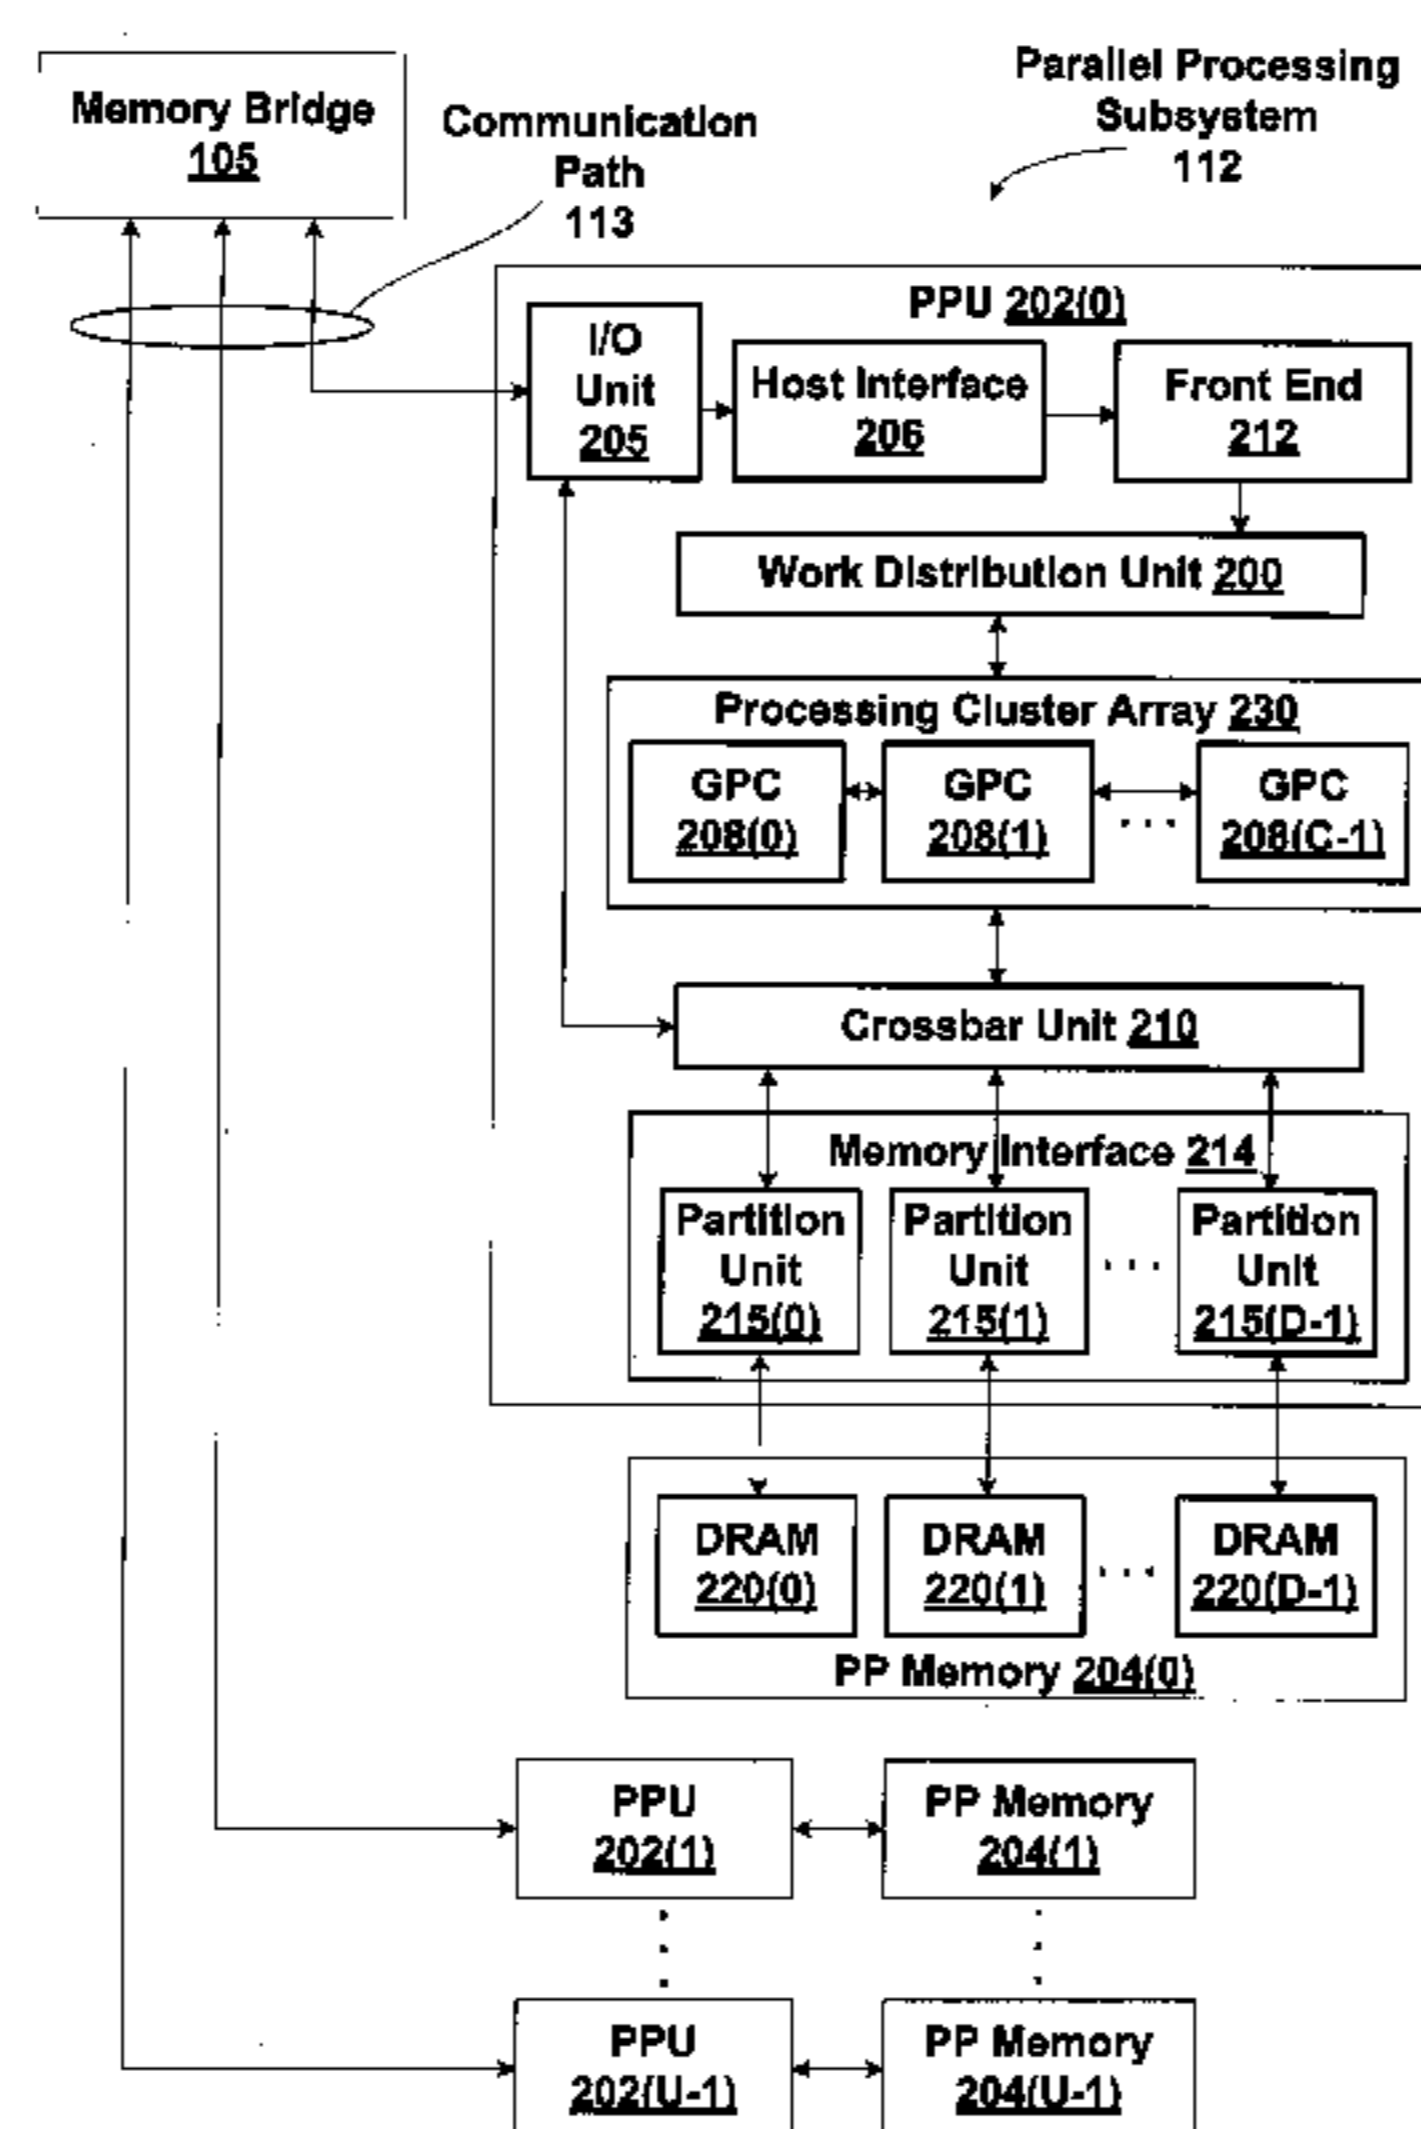 Parallel Processing
Subsystem
112
Memory Bridge
105
Communication
Path
113
PPU 202(0)
I/O
Unit
205
Host Interface
206
Front End
212
Work Distribution Unit 200
Processing Cluster Array 230
GPC
208(0)
GPC
208(1)
. . .
GPC
208(C-1)
Crossbar Unit 210
Memory Interface 214
Partition
Unit
215(0)
Partition
Unit
215(1)
. . .
Partition
Unit
215(D-1)
DRAM
220(0)
DRAM
220(1)
. . .
DRAM
220(D-1)
PP Memory 204(0)
PPU
202(1)
PP Memory
204(1)
PPU
202(U-1)
PP Memory
204(U-1)